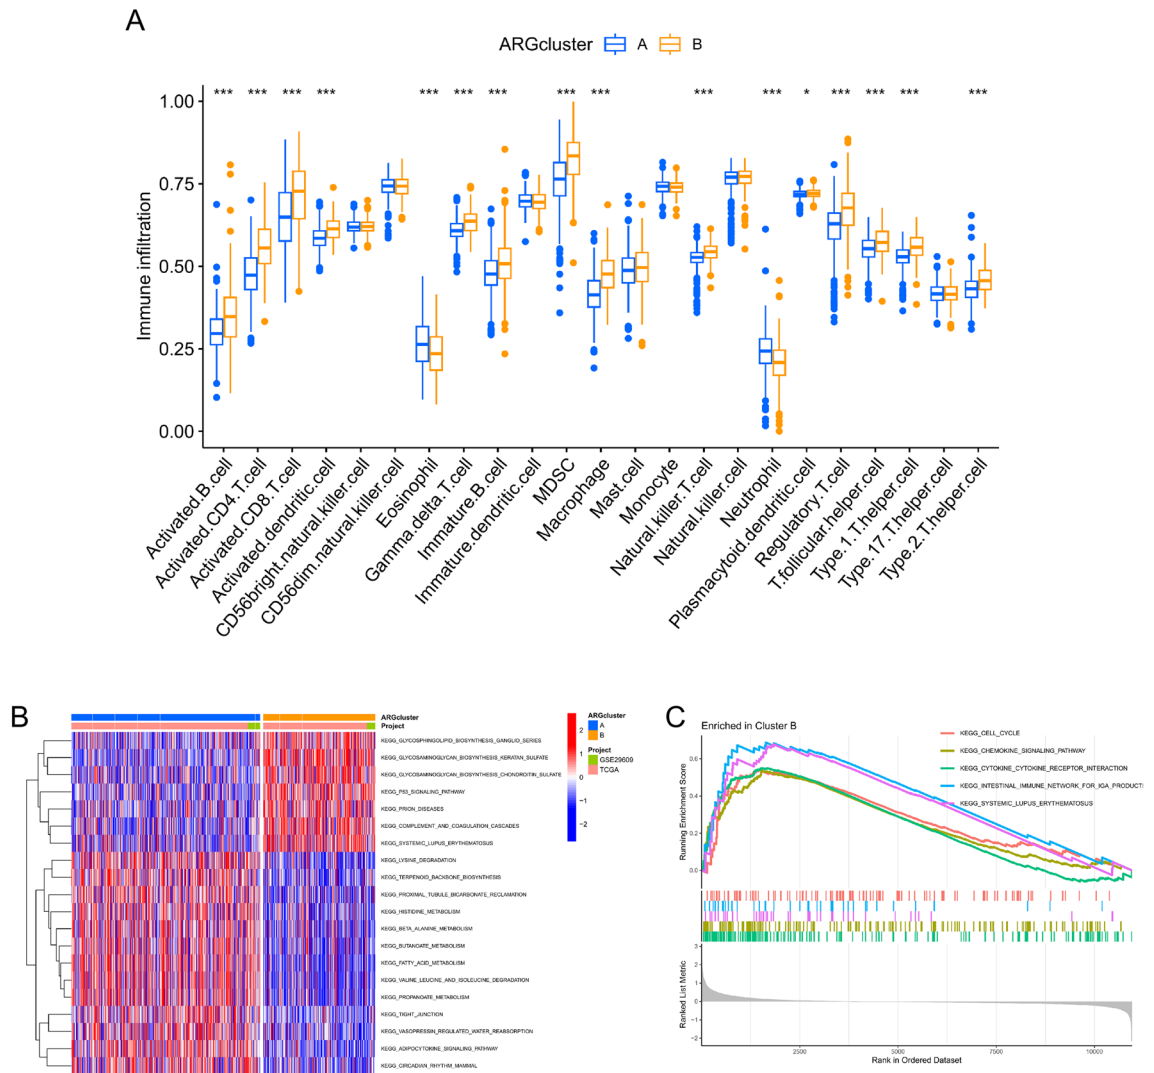 A
ARGcluster A B
*** *** *** *** *** *** *** *** *** *** *** * *** *** *** ***
1.00
0.75
0.50
0.25
0.00
Immune infiltration
Activated.B.cell
Activated.CD4.T.cell
Activated.CD8.T.cell
Activated.dendritic.cell
CD56bright.natural.killer.cell
CD56dim.natural.killer.cell
Eosinophil
Gamma.delta.T.cell
Immature.B.cell
Immature.dendritic.cell
MDSC
Macrophage
Mast.cell
Monocyte
Natural.killer.T.cell
Natural.killer.cell
Neutrophil
Plasmacytoid.dendritic.cell
Regulatory.T.cell
T.follicular.helper.cell
Type.1.T.helper.cell
Type.17.T.helper.cell
Type.2.T.helper.cell
B
ARGcluster
Project
KEGG_GLYCOSPHINGOLIPID_BIOSYNTHESIS_GANGLIO_SERIES
KEGG_GLYCOSAMINOGLYCAN_BIOSYNTHESIS_KERATAN_SULFATE
KEGG_GLYCOSAMINOGLYCAN_BIOSYNTHESIS_CHONDROITIN_SULFATE
KEGG_P53_SIGNALING_PATHWAY
KEGG_PRION_DISEASES
KEGG_COMPLEMENT_AND_COAGULATION_CASCADES
KEGG_SYSTEMIC_LUPUS_ERYTHEMATOSUS
KEGG_LYSINE_DEGRADATION
KEGG_TERPENOID_BACKBONE_BIOSYNTHESIS
KEGG_PROXIMAL_TUBULE_BICARBONATE_RECLAMATION
KEGG_HISTIDINE_METABOLISM
KEGG_BETA_ALANINE_METABOLISM
KEGG_BUTANOATE_METABOLISM
KEGG_FATTY_ACID_METABOLISM
KEGG_VALINE_LEUCINE_AND_ISOLEUCINE_DEGRADATION
KEGG_PROPANOATE_METABOLISM
KEGG_TIGHT_JUNCTION
KEGG_VASOPRESSIN_REGULATED_WATER_REABSORPTION
KEGG_ADIPOCYTOKINE_SIGNALING_PATHWAY
KEGG_CIRCADIAN_RHYTHM_MAMMAL
2
1
0
−1
−2
ARGcluster
A
B
Project
GSE29609
TCGA
C
Enriched in Cluster B
KEGG_CELL_CYCLE
KEGG_CHEMOKINE_SIGNALING_PATHWAY
KEGG_CYTOKINE_CYTOKINE_RECEPTOR_INTERACTION
KEGG_INTESTINAL_IMMUNE_NETWORK_FOR_IGA_PRODUCTI
KEGG_SYSTEMIC_LUPUS_ERYTHEMATOSUS
0.6
0.4
0.2
0.0
Running Enrichment Score
3
2
1
0
−1
−2
Ranked List Metric
2500 5000 7500 10000
Rank in Ordered Dataset